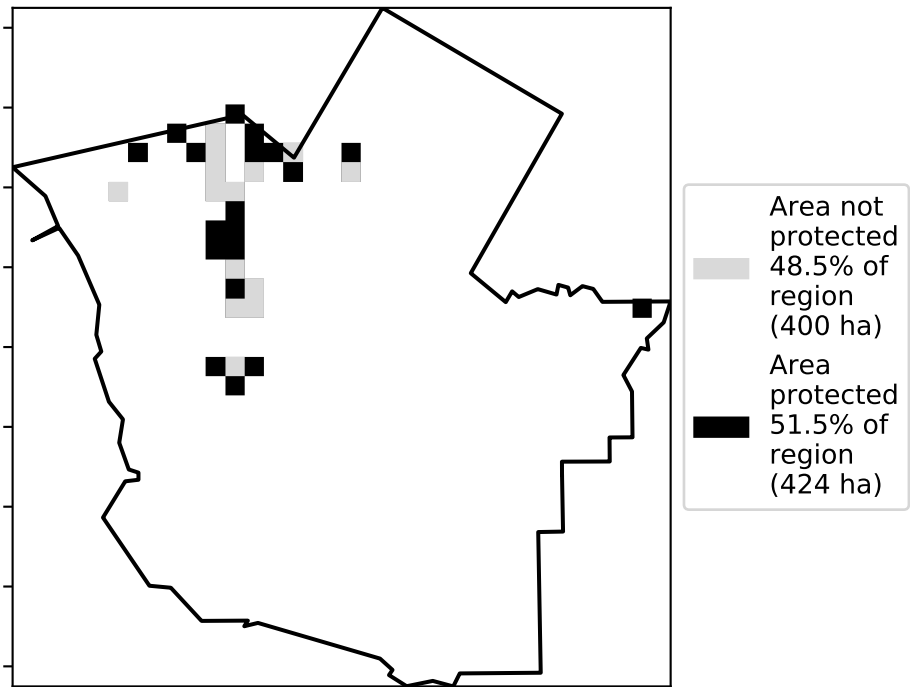 Area not
protected
48.5% of
region
(400 ha)
Area
protected
51.5% of
region
(424 ha)